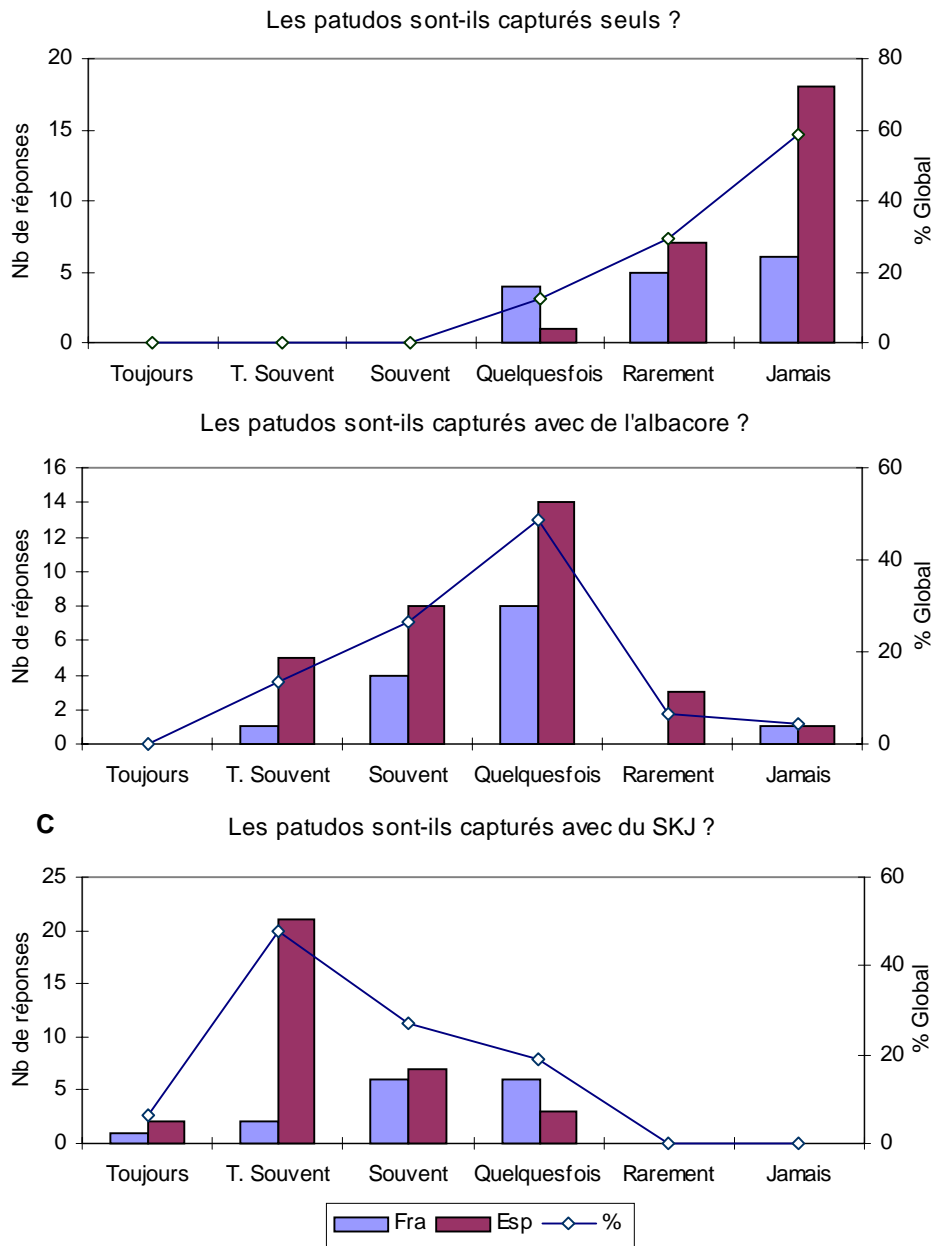 Les patudos sont-ils capturés seuls ?
20
15
10
5
0
Nb de réponses
80
60
40
20
0
% Global
Toujours T. Souvent Souvent Quelquesfois Rarement Jamais
Les patudos sont-ils capturés avec de l'albacore ?
16
14
12
10
8
6
4
2
0
Nb de réponses
60
40
20
0
% Global
Toujours T. Souvent Souvent Quelquesfois Rarement Jamais
C Les patudos sont-ils capturés avec du SKJ ?
25
20
15
10
5
0
Nb de réponses
60
40
20
0
% Global
Toujours T. Souvent Souvent Quelquesfois Rarement Jamais
Fra Esp %